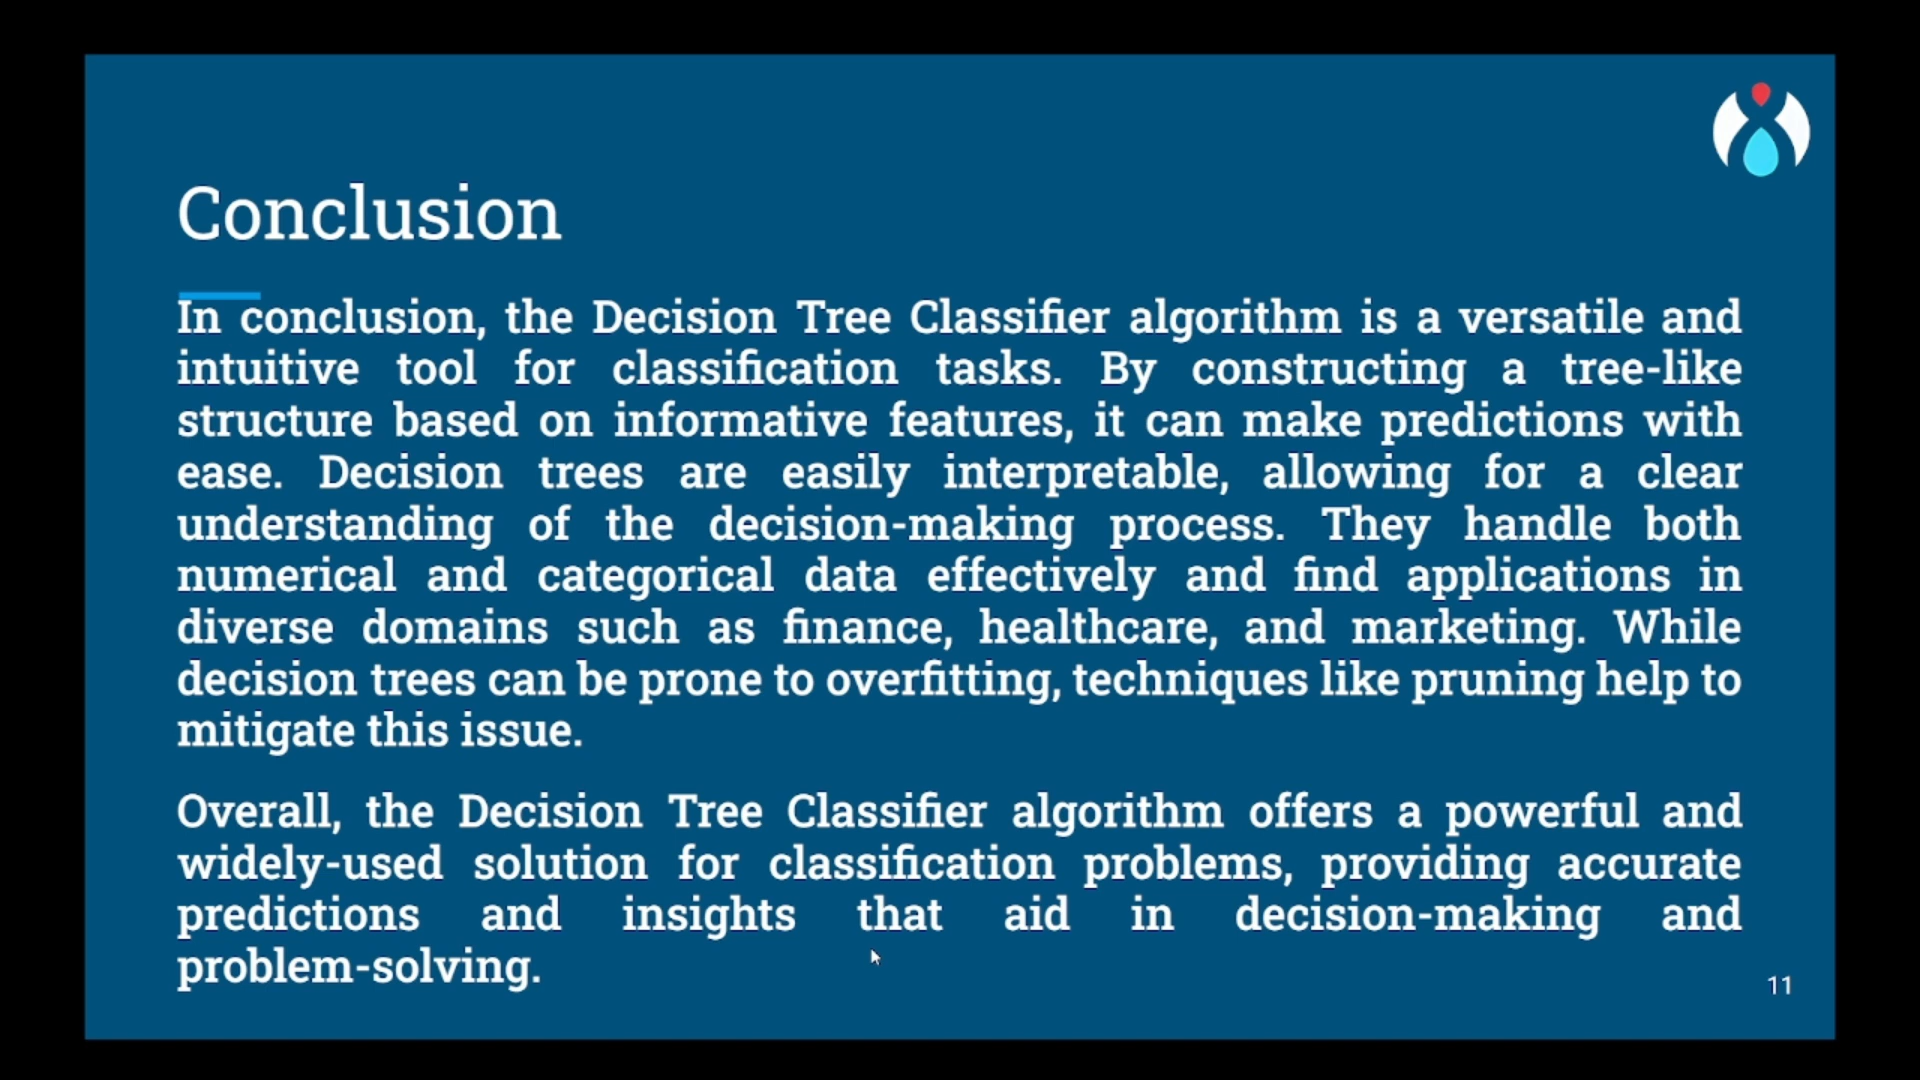 Conclusion
In conclusion, the Decision Tree Classifier algorithm is a versatile and
intuitive tool for classification tasks. By constructing a tree-like
structure based on informative features, it can make predictions with
ease. Decision trees are easily interpretable, allowing for a clear
understanding of the decision-making process. They handle both
numerical and categorical data effectively and find applications in
diverse domains such as finance, healthcare, and marketing. While
decision trees can be prone to overfitting, techniques like pruning help to
mitigate this issue.
Overall, the Decision Tree Classifier algorithm offers a powerful and
widely-used solution for classification problems, providing accurate
predictions and insights that aid in decision-making and
problem-solving.
11